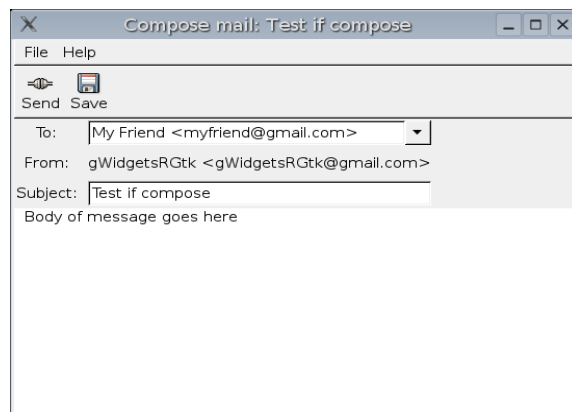 Compose mail: Test if compose
File Help
Send Save
To: My Friend <myfriend@gmail.com>
From: gWidgetsRGtk <gWidgetsRGtk@gmail.com>
Subject: Test if compose
Body of message goes here